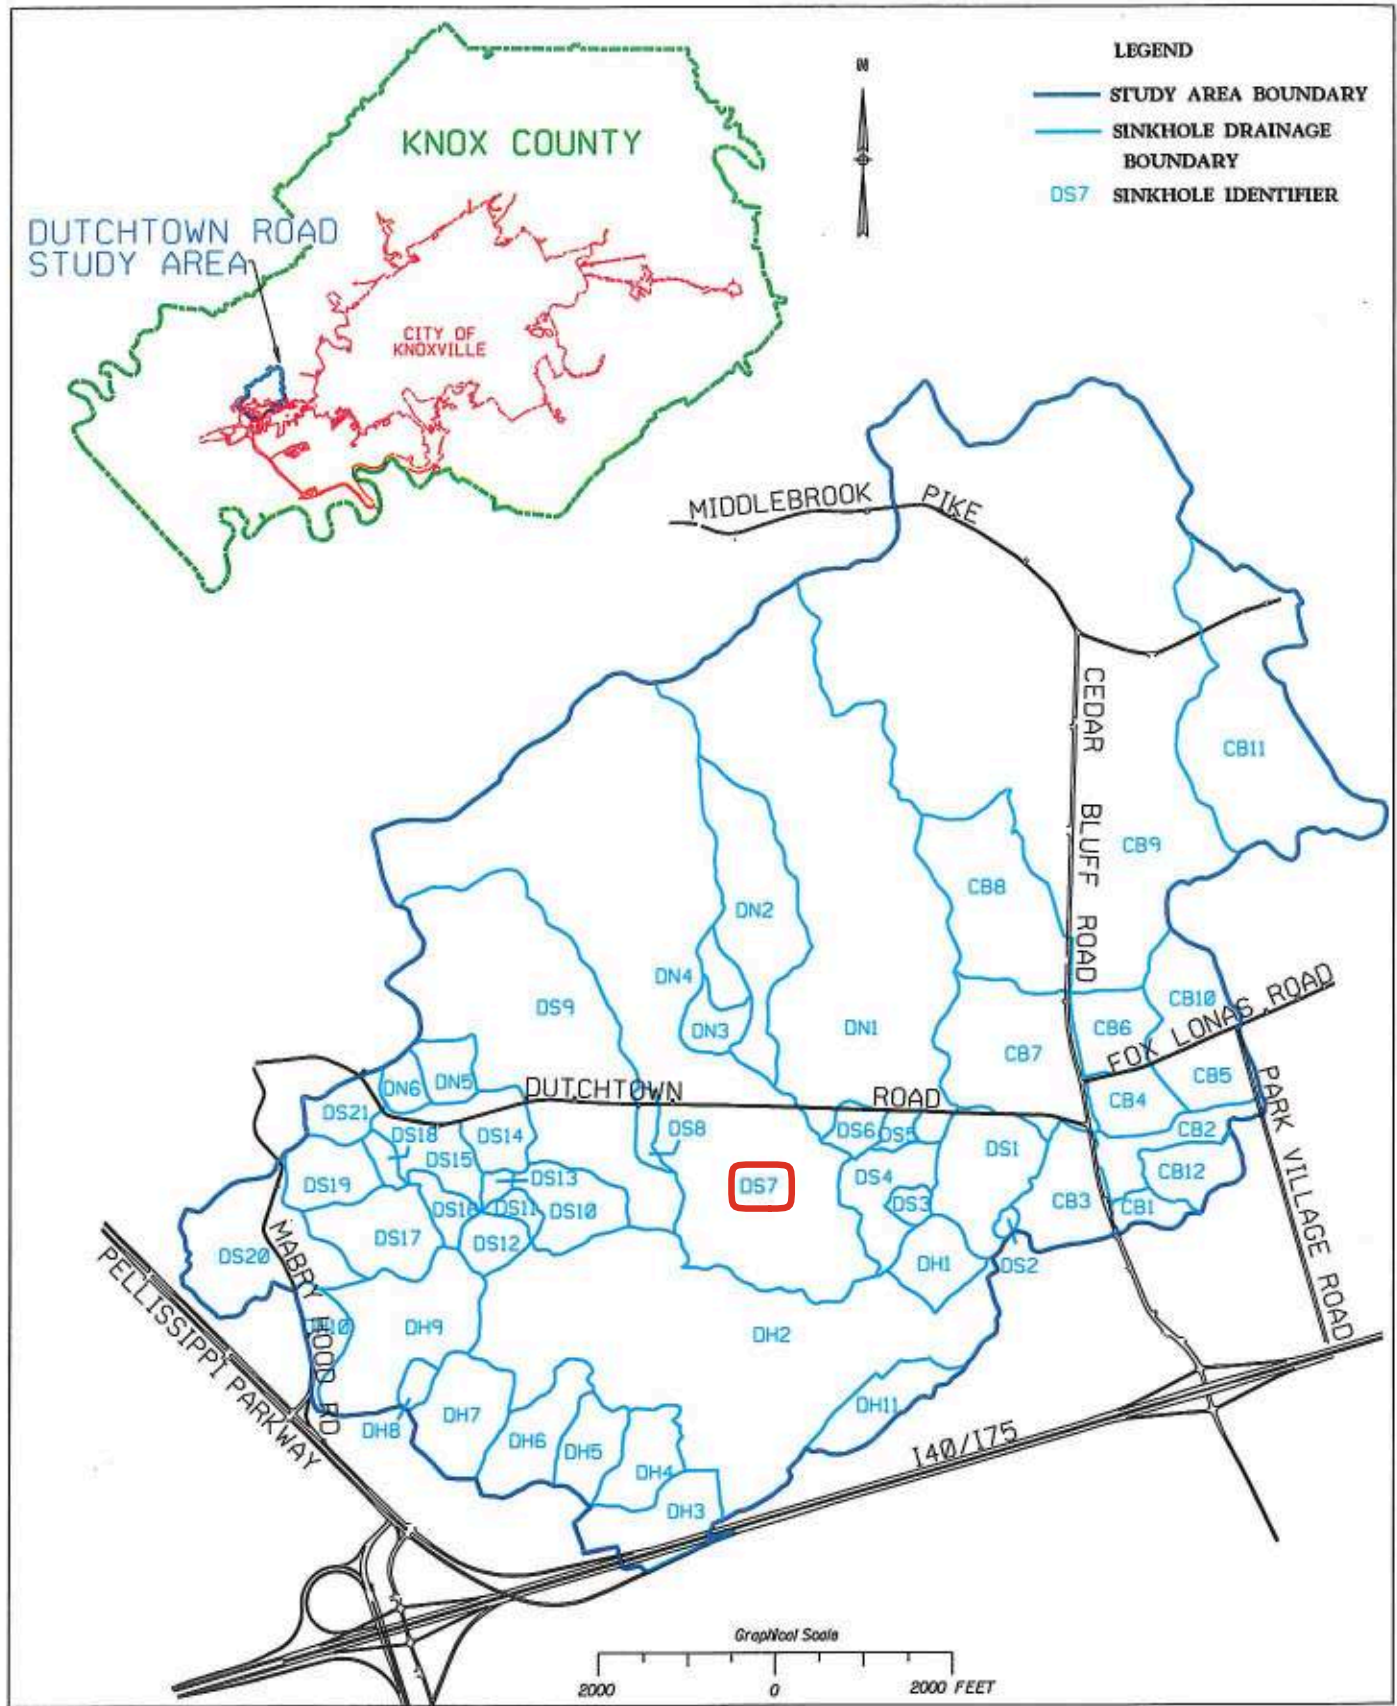 LEGEND
N
STUDY AREA BOUNDARY
SINKHOLE DRAINAGE
BOUNDARY
DS7 SINKHOLE IDENTIFIER
KNOX COUNTY
DUTCHTOWN ROAD
STUDY AREA
CITY OF
KNOXVILLE
MIDDLEBROOK PIKE
CEDAR BLUFF ROAD
CB11
CB9
CB8
DN2
DN4
CB10
FOX LONAS ROAD
DS9
DN3
DN1
CB6
CB7
DN6
DN5
DUTCHTOWN ROAD
CB5
CB4
PARK VILLAGE ROAD
DS21
DS18
DS14
DS8
DS6
DS5
DS1
CB2
DS15
DS13
CB12
DS19
DS7
DS4
DS16
DS11
DS10
DS3
CB3
CB1
DS17
DS12
DS20
MABRY HOOD RD
PELLISSIPPI PARKWAY
DH1
DS2
DH10
DH9
DH2
DH8
DH7
DH11
DH6
DH5
I40/I75
DH4
DH3
Graphical Scale
2000 0 2000 FEET